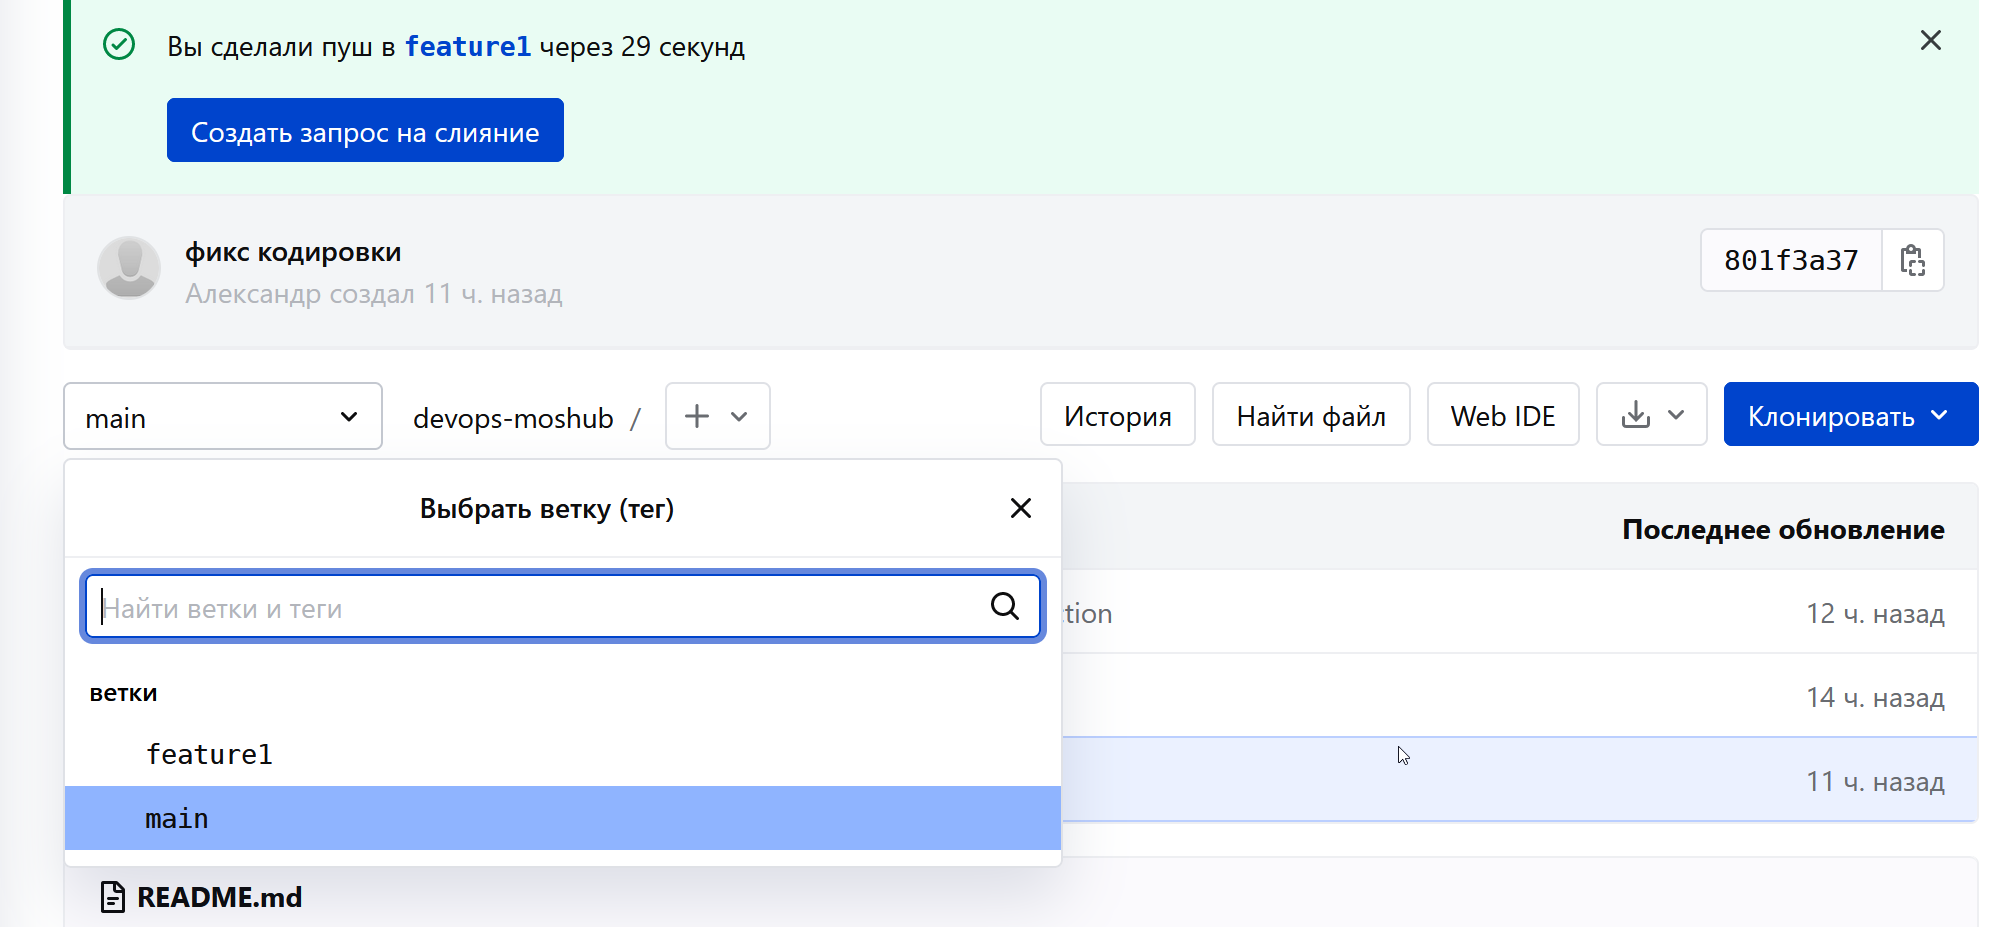 Вы сделали пуш в feature1 через 29 секунд
Создать запрос на слияние
фикс кодировки
Александр создал 11 ч. назад
801f3a37
main
devops-moshub /
История
Найти файл
Web IDE
Клонировать
Выбрать ветку (тег)
Последнее обновление
Найти ветки и теги
tion
12 ч. назад
ветки
14 ч. назад
feature1
11 ч. назад
main
README.md